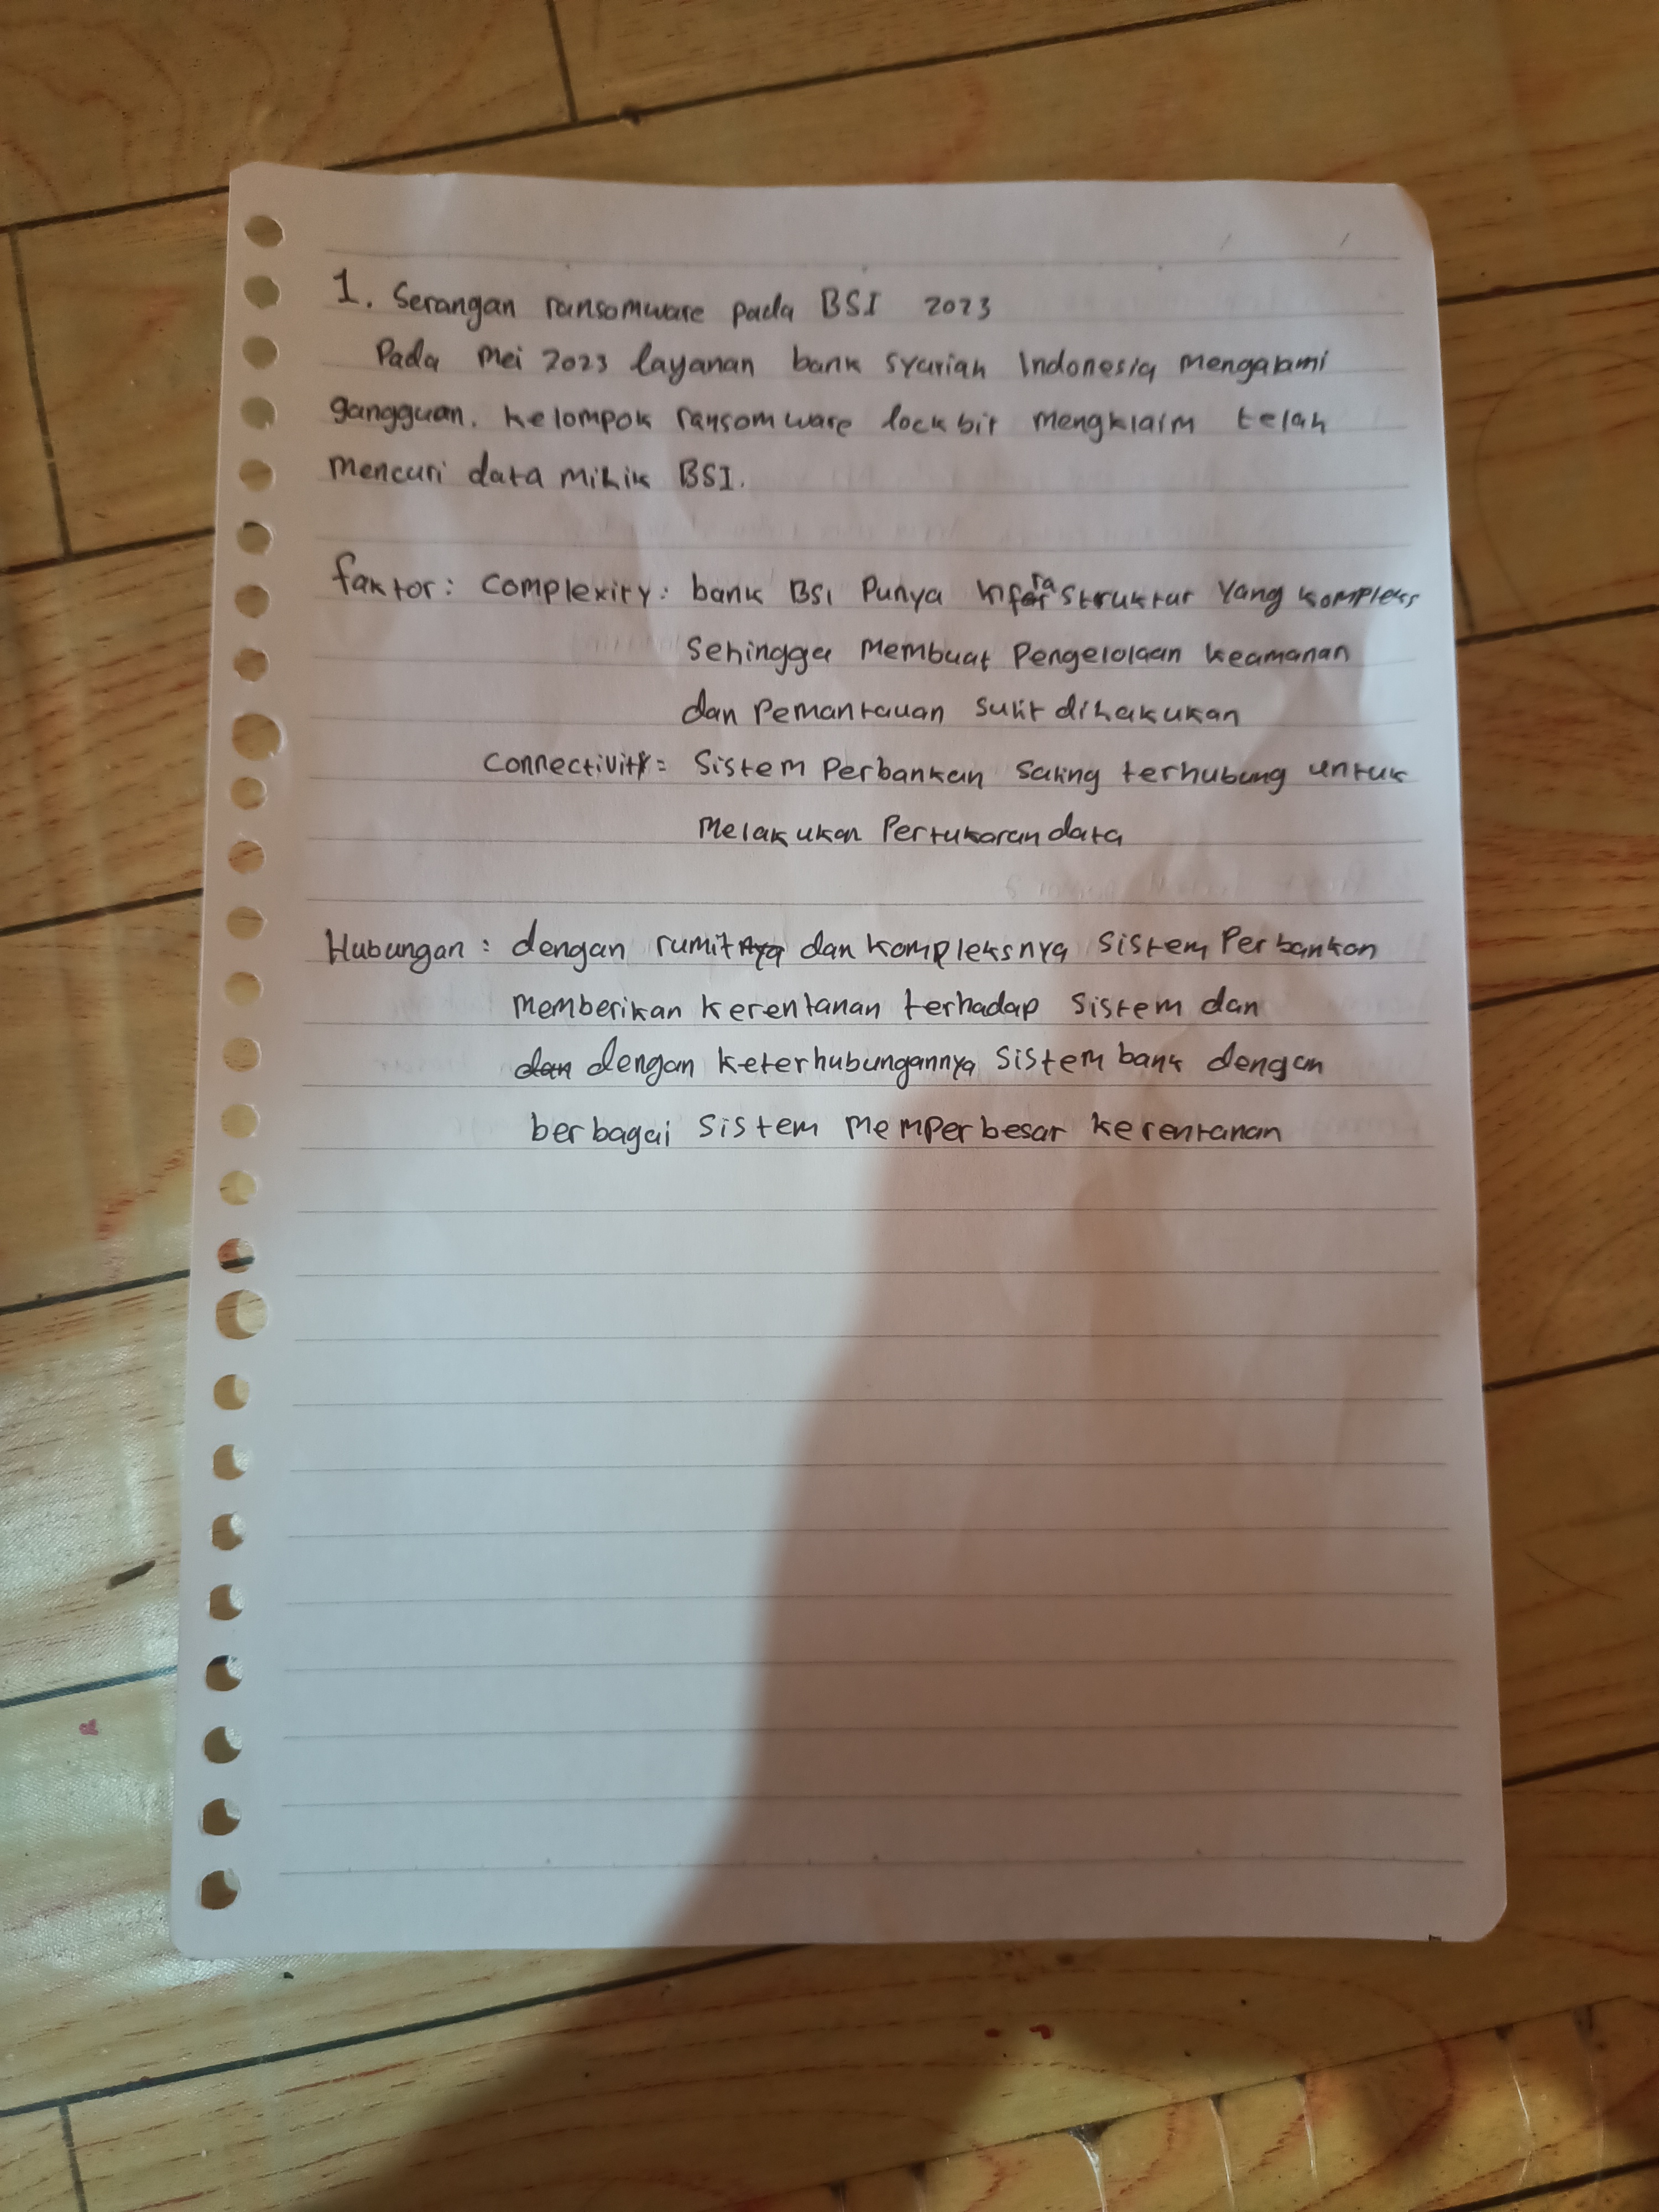 1. Serangan ransomware pada BSI 2023
Pada Mei 2023 layanan bank syariah Indonesia mengalami
gangguan. Kelompok ransomware lockbit mengklaim telah
mencuri data milik BSI.
faktor : Complexity : bank BSI Punya infrastruktur Yang kompleks
Sehingga Membuat Pengelolaan keamanan
dan Pemantauan sulit dilakukan
Connectivity = Sistem Perbankan Saling terhubung untuk
Melakukan Pertukaran data
Hubungan : dengan rumitnya dan kompleksnya sistem Perbankan
memberikan kerentanan terhadap sistem dan
dan dengan keterhubungannya sistem bank dengan
berbagai sistem memperbesar kerentanan